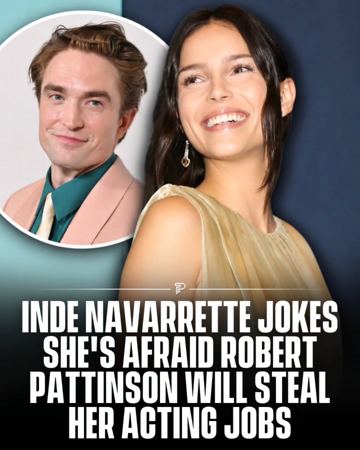 INDE NAVARRETTE JOKES
SHE'S AFRAID ROBERT
PATTINSON WILL STEAL
HER ACTING JOBS